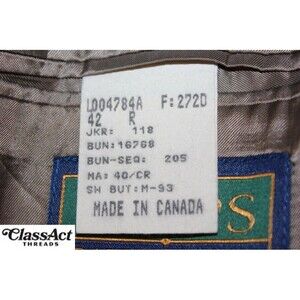 L004784A F:272D
42 R
JKR: 118
BUN:16768
BUN-SEQ: 205
MA: 40/CR
SH BUT:M-93
MADE IN CANADA
ClassAct
THREADS